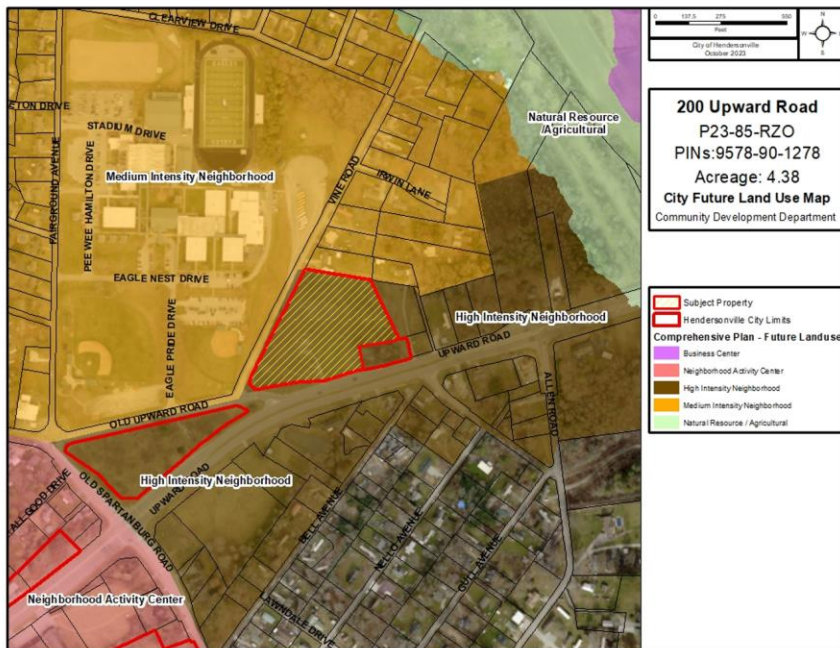 CLEARVIEW DRIVE
ETON DRIVE
STADIUM DRIVE
Natural Resource
/Agricultural
FAIRGROUND AVENUE
PEE WEE HAMILTON DRIVE
Medium Intensity Neighborhood
VINE ROAD
IRWIN LANE
EAGLE NEST DRIVE
EAGLE PRIDE DRIVE
High Intensity Neighborhood
UPWARD ROAD
ALLEN ROAD
OLD UPWARD ROAD
High Intensity Neighborhood
UPWARD ROAD
ALLGOOD DRIVE
OLD SPARTANBURG ROAD
BELL AVENUE
NELLO AVENUE
GULL AVENUE
Neighborhood Activity Center
LAWNDALE DRIVE
0 137.5 275 550
Feet
City of Hendersonville
October 2023
N
W
S
200 Upward Road
P23-85-RZO
PINs:9578-90-1278
Acreage: 4.38
City Future Land Use Map
Community Development Department
Subject Property
Hendersonville City Limits
Comprehensive Plan - Future Landuse
Business Center
Neighborhood Activity Center
High Intensity Neighborhood
Medium Intensity Neighborhood
Natural Resource / Agricultural